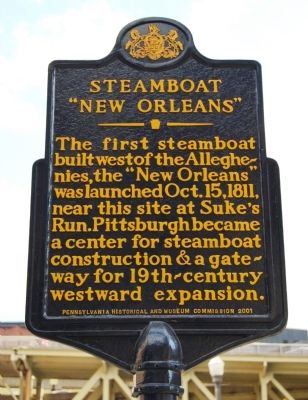 STEAMBOAT
"NEW ORLEANS"
The first steamboat
built west of the Alleghe-
nies, the "New Orleans"
was launched Oct. 15, 1811,
near this site at Suke's
Run. Pittsburgh became
a center for steamboat
construction & a gate-
way for 19th-century
westward expansion.
PENNSYLVANIA HISTORICAL AND MUSEUM COMMISSION 2001